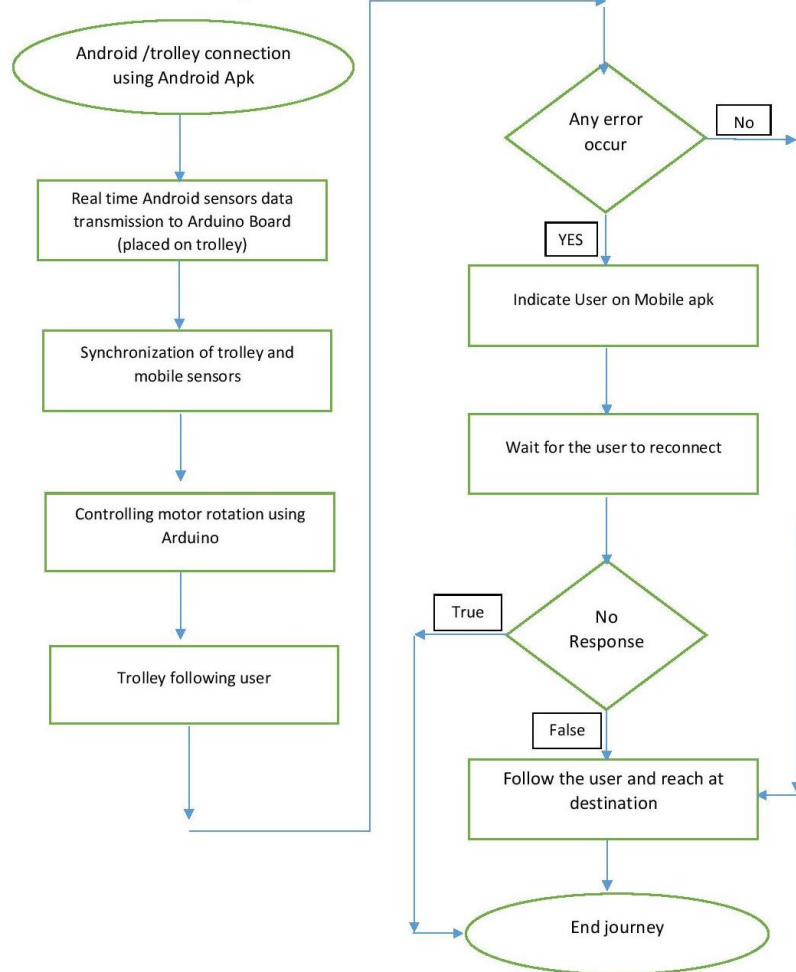 Android /trolley connection
using Android Apk
Real time Android sensors data
transmission to Arduino Board
(placed on trolley)
Synchronization of trolley and
mobile sensors
Controlling motor rotation using
Arduino
Trolley following user
Any error
occur
No
YES
Indicate User on Mobile apk
Wait for the user to reconnect
No
Response
True
False
Follow the user and reach at
destination
End journey